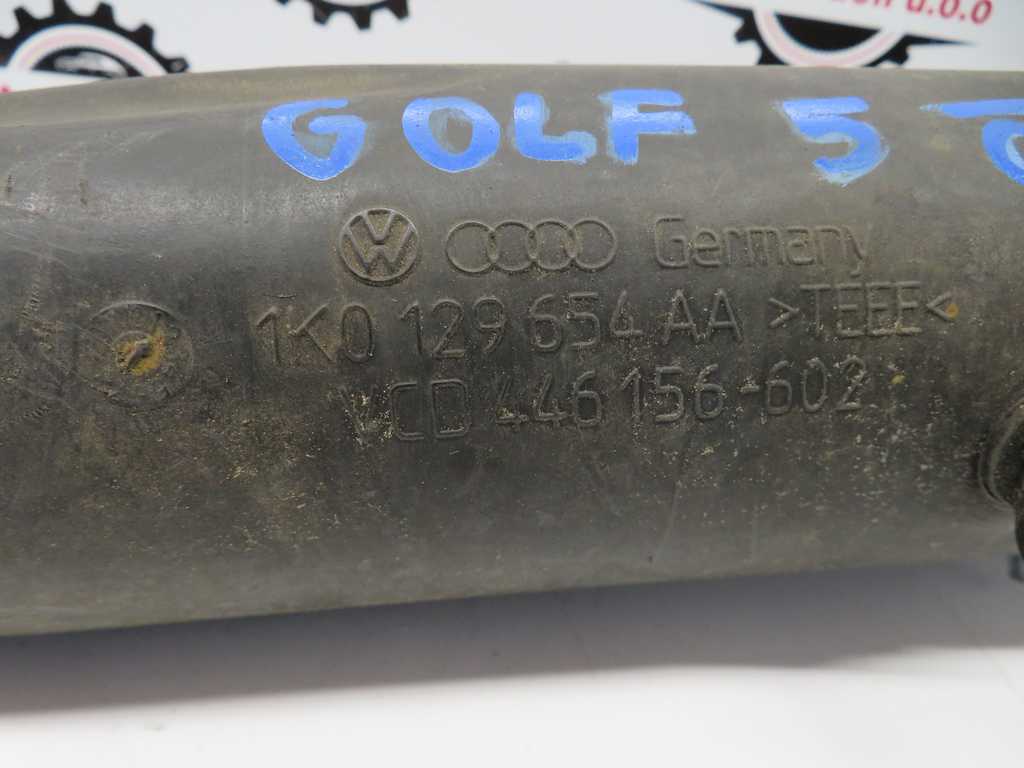 d.o.o
GOLF 5
Germany
1K0 129 654 AA >TEEE<
VCD 446 156-602